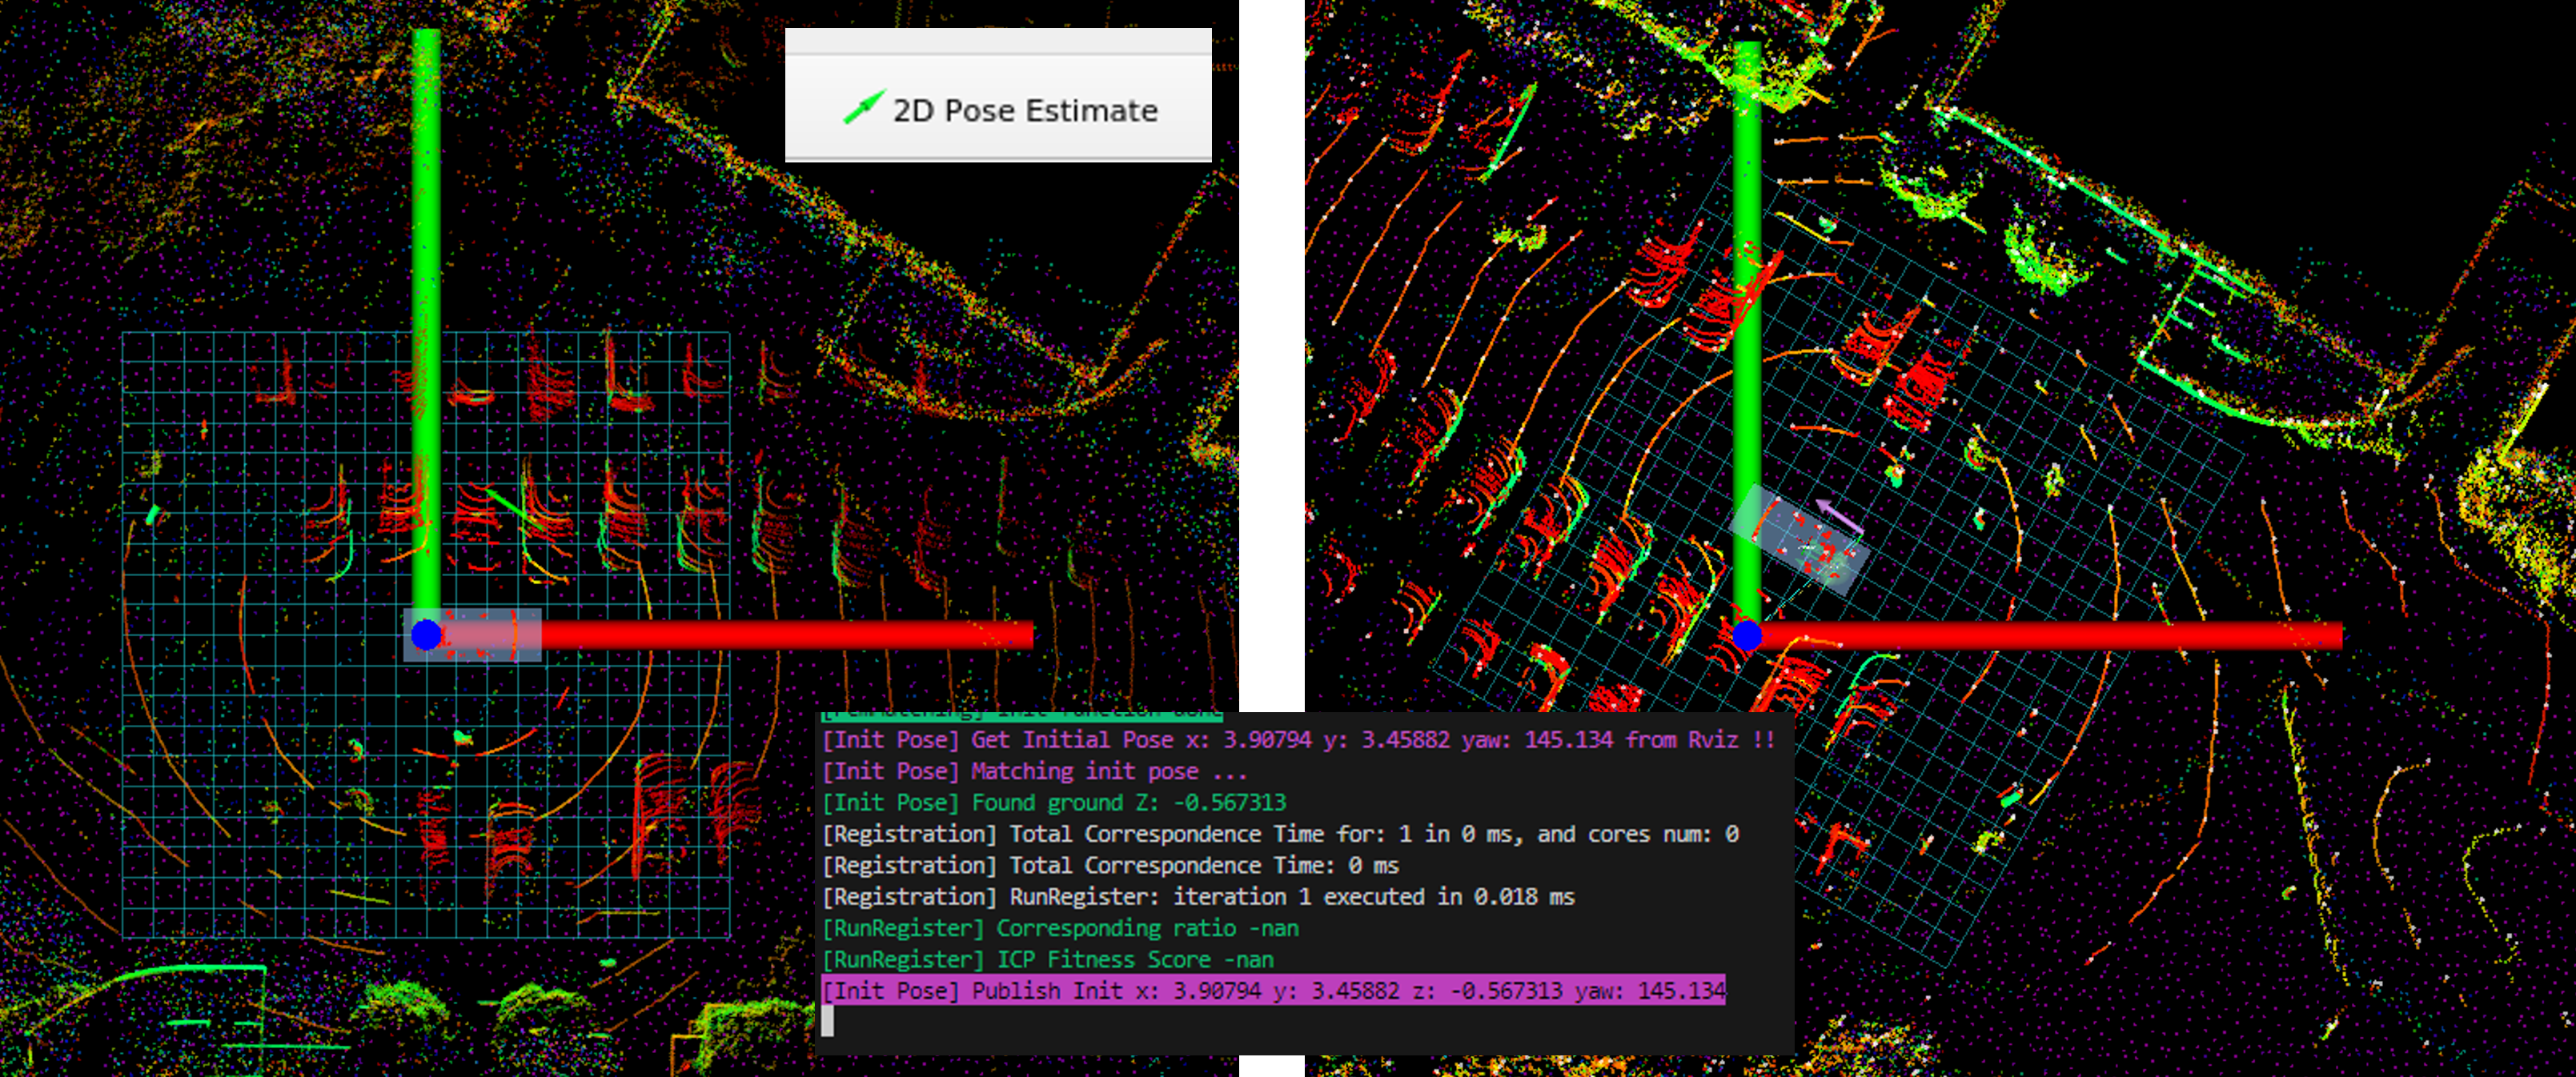 2D Pose Estimate
[Init Pose] Get Initial Pose x: 3.90794 y: 3.45882 yaw: 145.134 from Rviz !!
[Init Pose] Matching init pose ...
[Init Pose] Found ground Z: -0.567313
[Registration] Total Correspondence Time for: 1 in 0 ms, and cores num: 0
[Registration] Total Correspondence Time: 0 ms
[Registration] RunRegister: iteration 1 executed in 0.018 ms
[RunRegister] Corresponding ratio -nan
[RunRegister] ICP Fitness Score -nan
[Init Pose] Publish Init x: 3.90794 y: 3.45882 z: -0.567313 yaw: 145.134